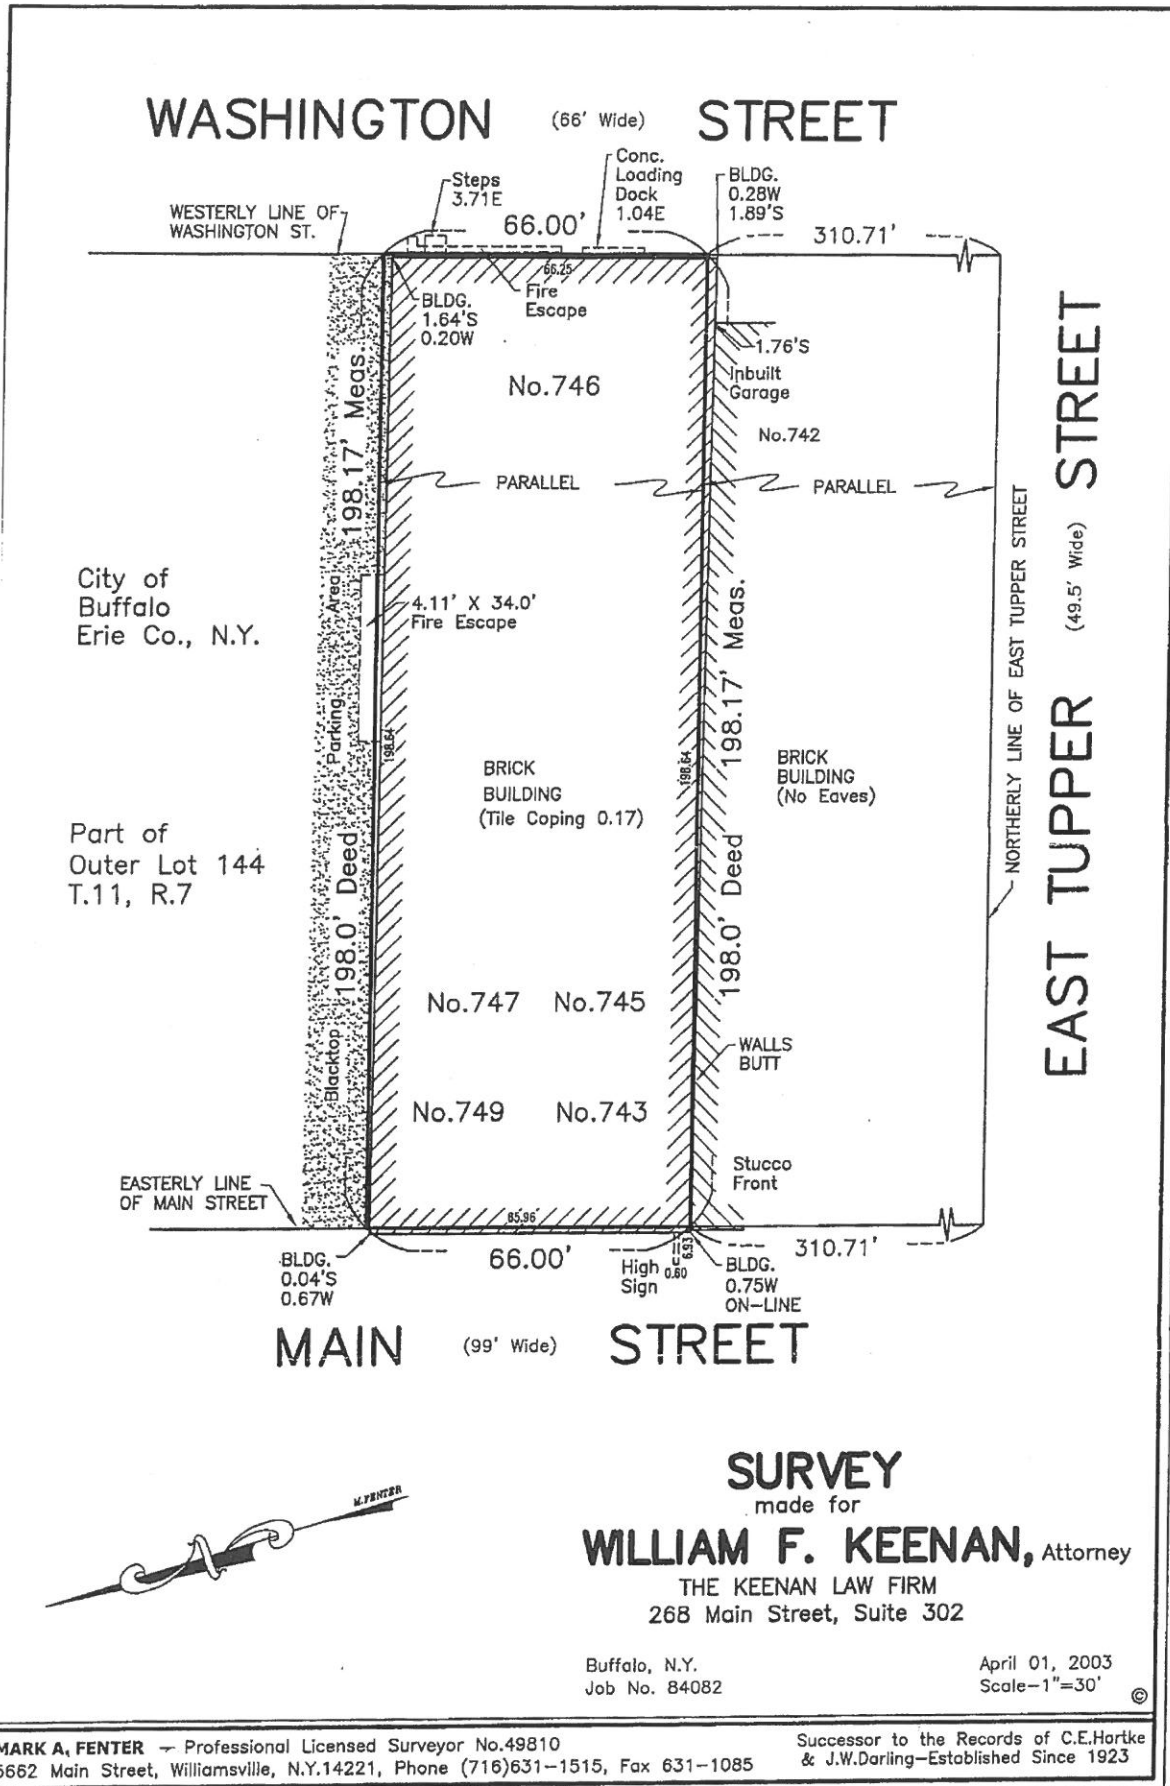 WASHINGTON (66' Wide) STREET
Steps
3.71E
Conc.
Loading
Dock
1.04E
BLDG.
0.28W
1.89'S
WESTERLY LINE OF
WASHINGTON ST.
66.00'
310.71'
66.25
BLDG.
1.64'S
0.20W
Fire
Escape
1.76'S
Inbuilt
Garage
No.746
No.742
PARALLEL
PARALLEL
198.0' Deed 198.17' Meas.
198.0' Deed 198.17' Meas.
Blacktop Parking Area
City of
Buffalo
Erie Co., N.Y.
4.11' X 34.0'
Fire Escape
198.64
198.64
NORTHERLY LINE OF EAST TUPPER STREET
EAST TUPPER (49.5' Wide) STREET
BRICK
BUILDING
(Tile Coping 0.17)
BRICK
BUILDING
(No Eaves)
Part of
Outer Lot 144
T.11, R.7
No.747 No.745
WALLS
BUTT
No.749 No.743
Stucco
Front
EASTERLY LINE
OF MAIN STREET
65.96
BLDG.
0.04'S
0.67W
66.00'
High
Sign
0.60
6.93
BLDG.
0.75W
ON-LINE
310.71'
MAIN (99' Wide) STREET
M.FENTER
SURVEY
made for
WILLIAM F. KEENAN, Attorney
THE KEENAN LAW FIRM
268 Main Street, Suite 302
Buffalo, N.Y.
Job No. 84082
April 01, 2003
Scale-1"=30'
©
MARK A. FENTER - Professional Licensed Surveyor No.49810
5662 Main Street, Williamsville, N.Y.14221, Phone (716)631-1515, Fax 631-1085
Successor to the Records of C.E.Hartke
& J.W.Darling-Established Since 1923